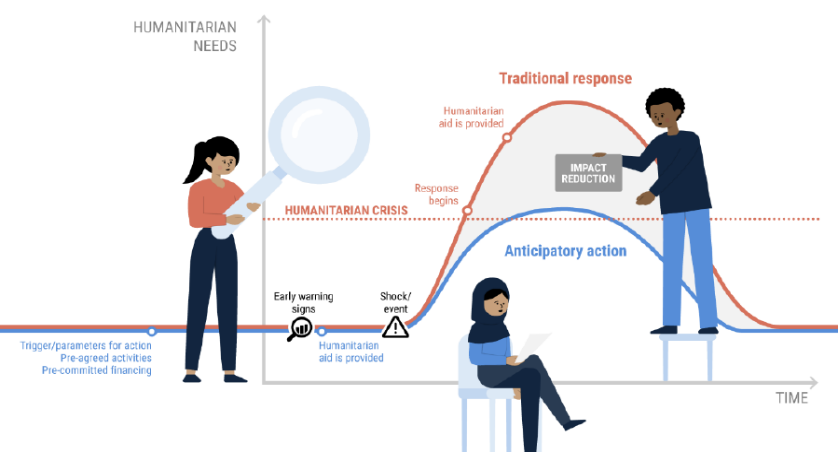 HUMANITARIAN
NEEDS
Traditional response
Humanitarian
aid is provided
IMPACT
REDUCTION
Response
begins
HUMANITARIAN CRISIS
Anticipatory action
Early warning
signs
Shock/
event
Trigger/parameters for action
Pre-agreed activities
Pre-committed financing
Humanitarian
aid is provided
TIME